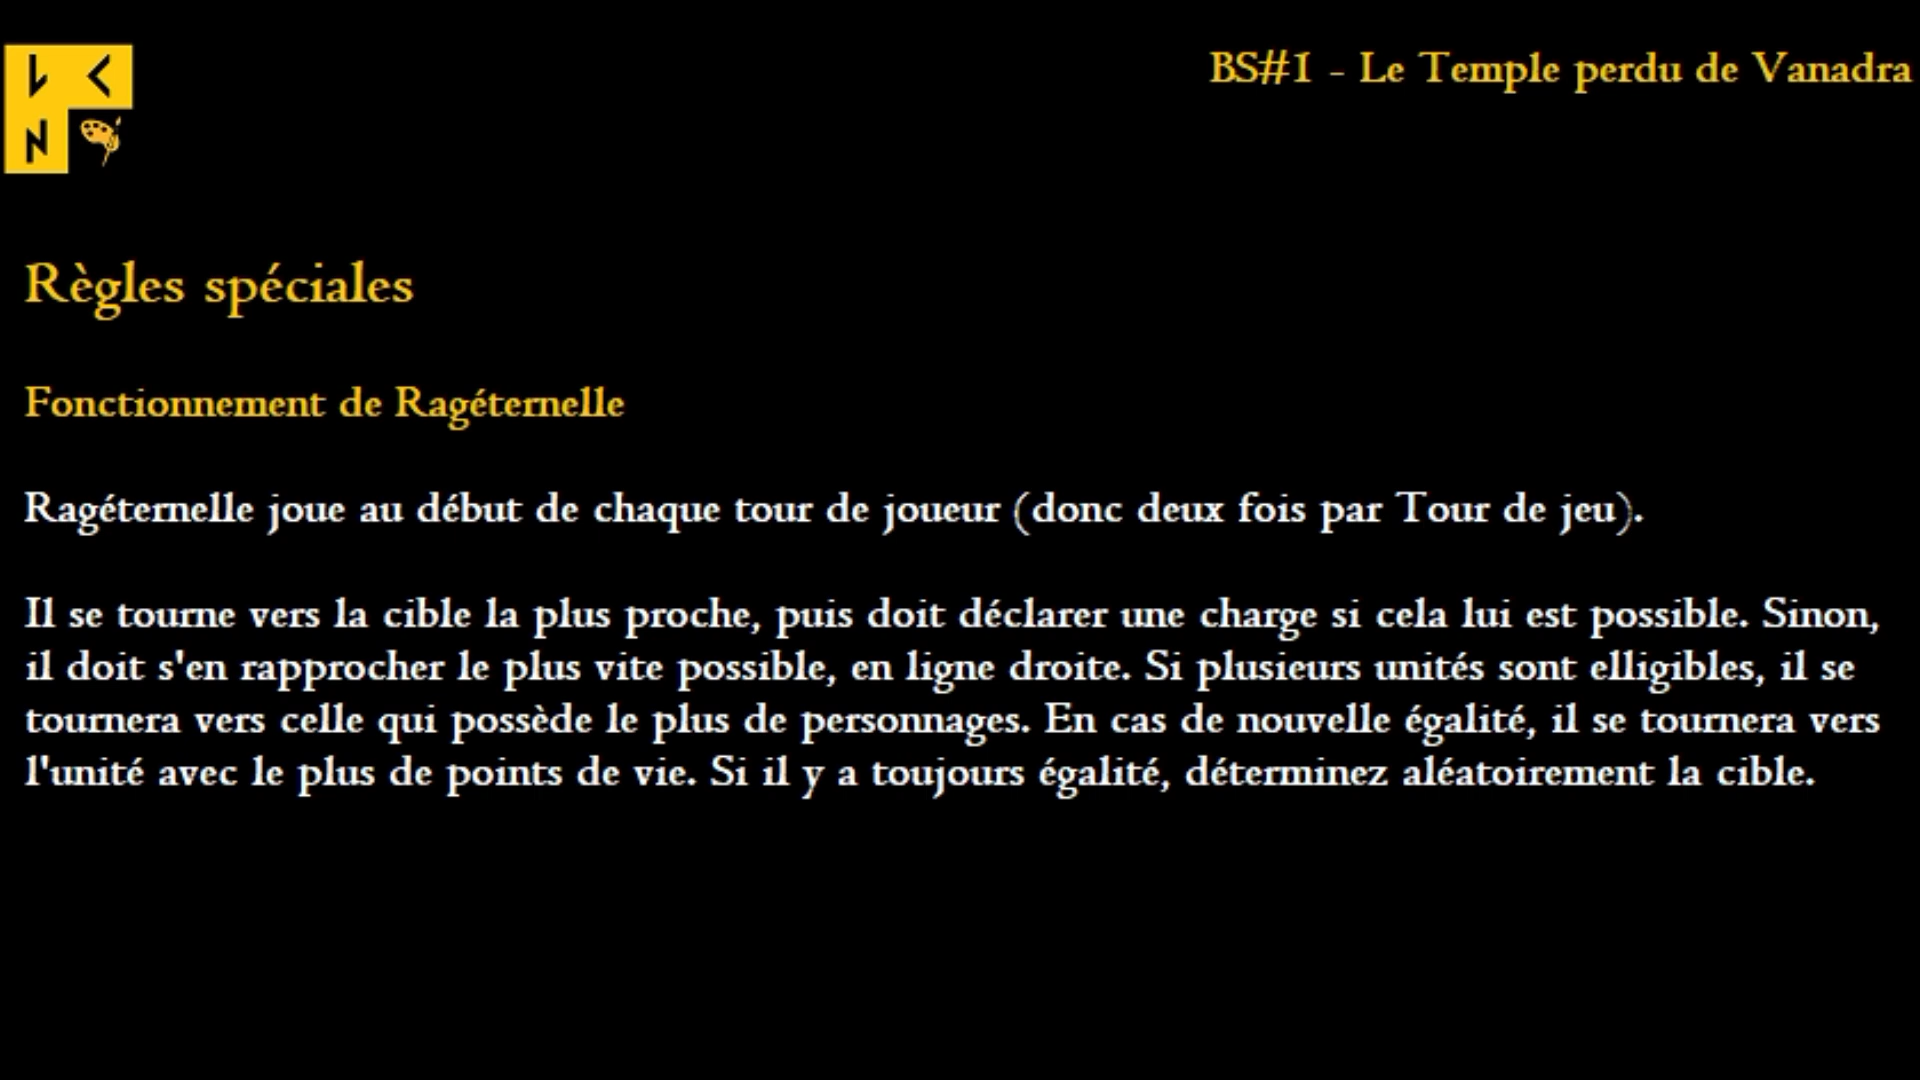 BS#1 - Le Temple perdu de Vanadra
Règles spéciales
Fonctionnement de Ragéternelle
Ragéternelle joue au début de chaque tour de joueur (donc deux fois par Tour de jeu).
Il se tourne vers la cible la plus proche, puis doit déclarer une charge si cela lui est possible. Sinon,
il doit s'en rapprocher le plus vite possible, en ligne droite. Si plusieurs unités sont elligibles, il se
tournera vers celle qui possède le plus de personnages. En cas de nouvelle égalité, il se tournera vers
l'unité avec le plus de points de vie. Si il y a toujours égalité, déterminez aléatoirement la cible.